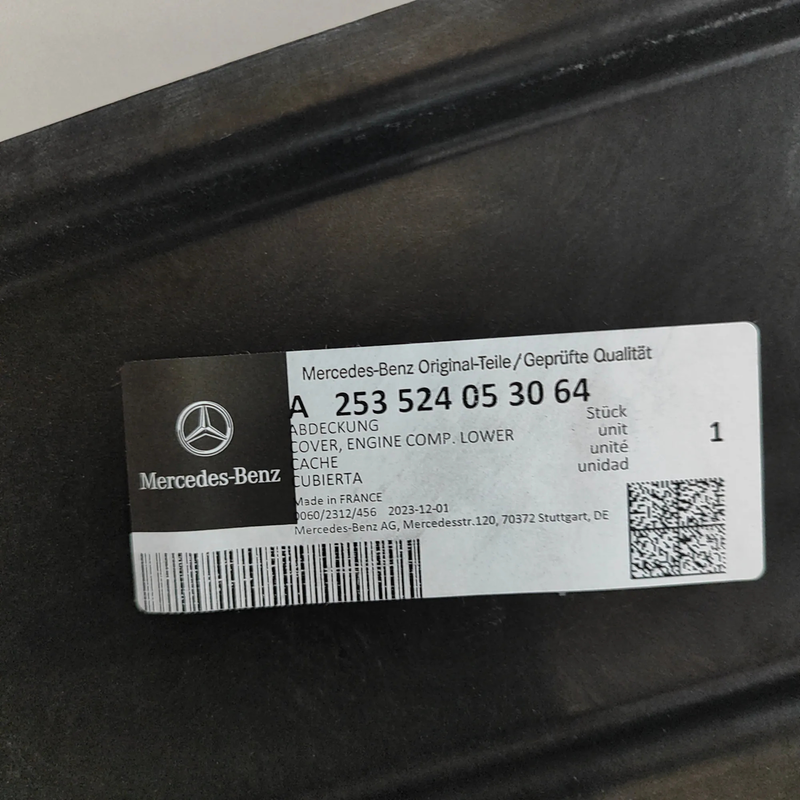 Mercedes-Benz Original-Teile/Geprüfte Qualität
A 253 524 05 30 64
ABDECKUNG
COVER, ENGINE COMP. LOWER
CACHE
CUBIERTA
Stück
unit
unité
unidad
1
Made in FRANCE
0060/2312/456 2023-12-01
Mercedes-Benz AG, Mercedesstr.120, 70372 Stuttgart, DE
Mercedes-Benz